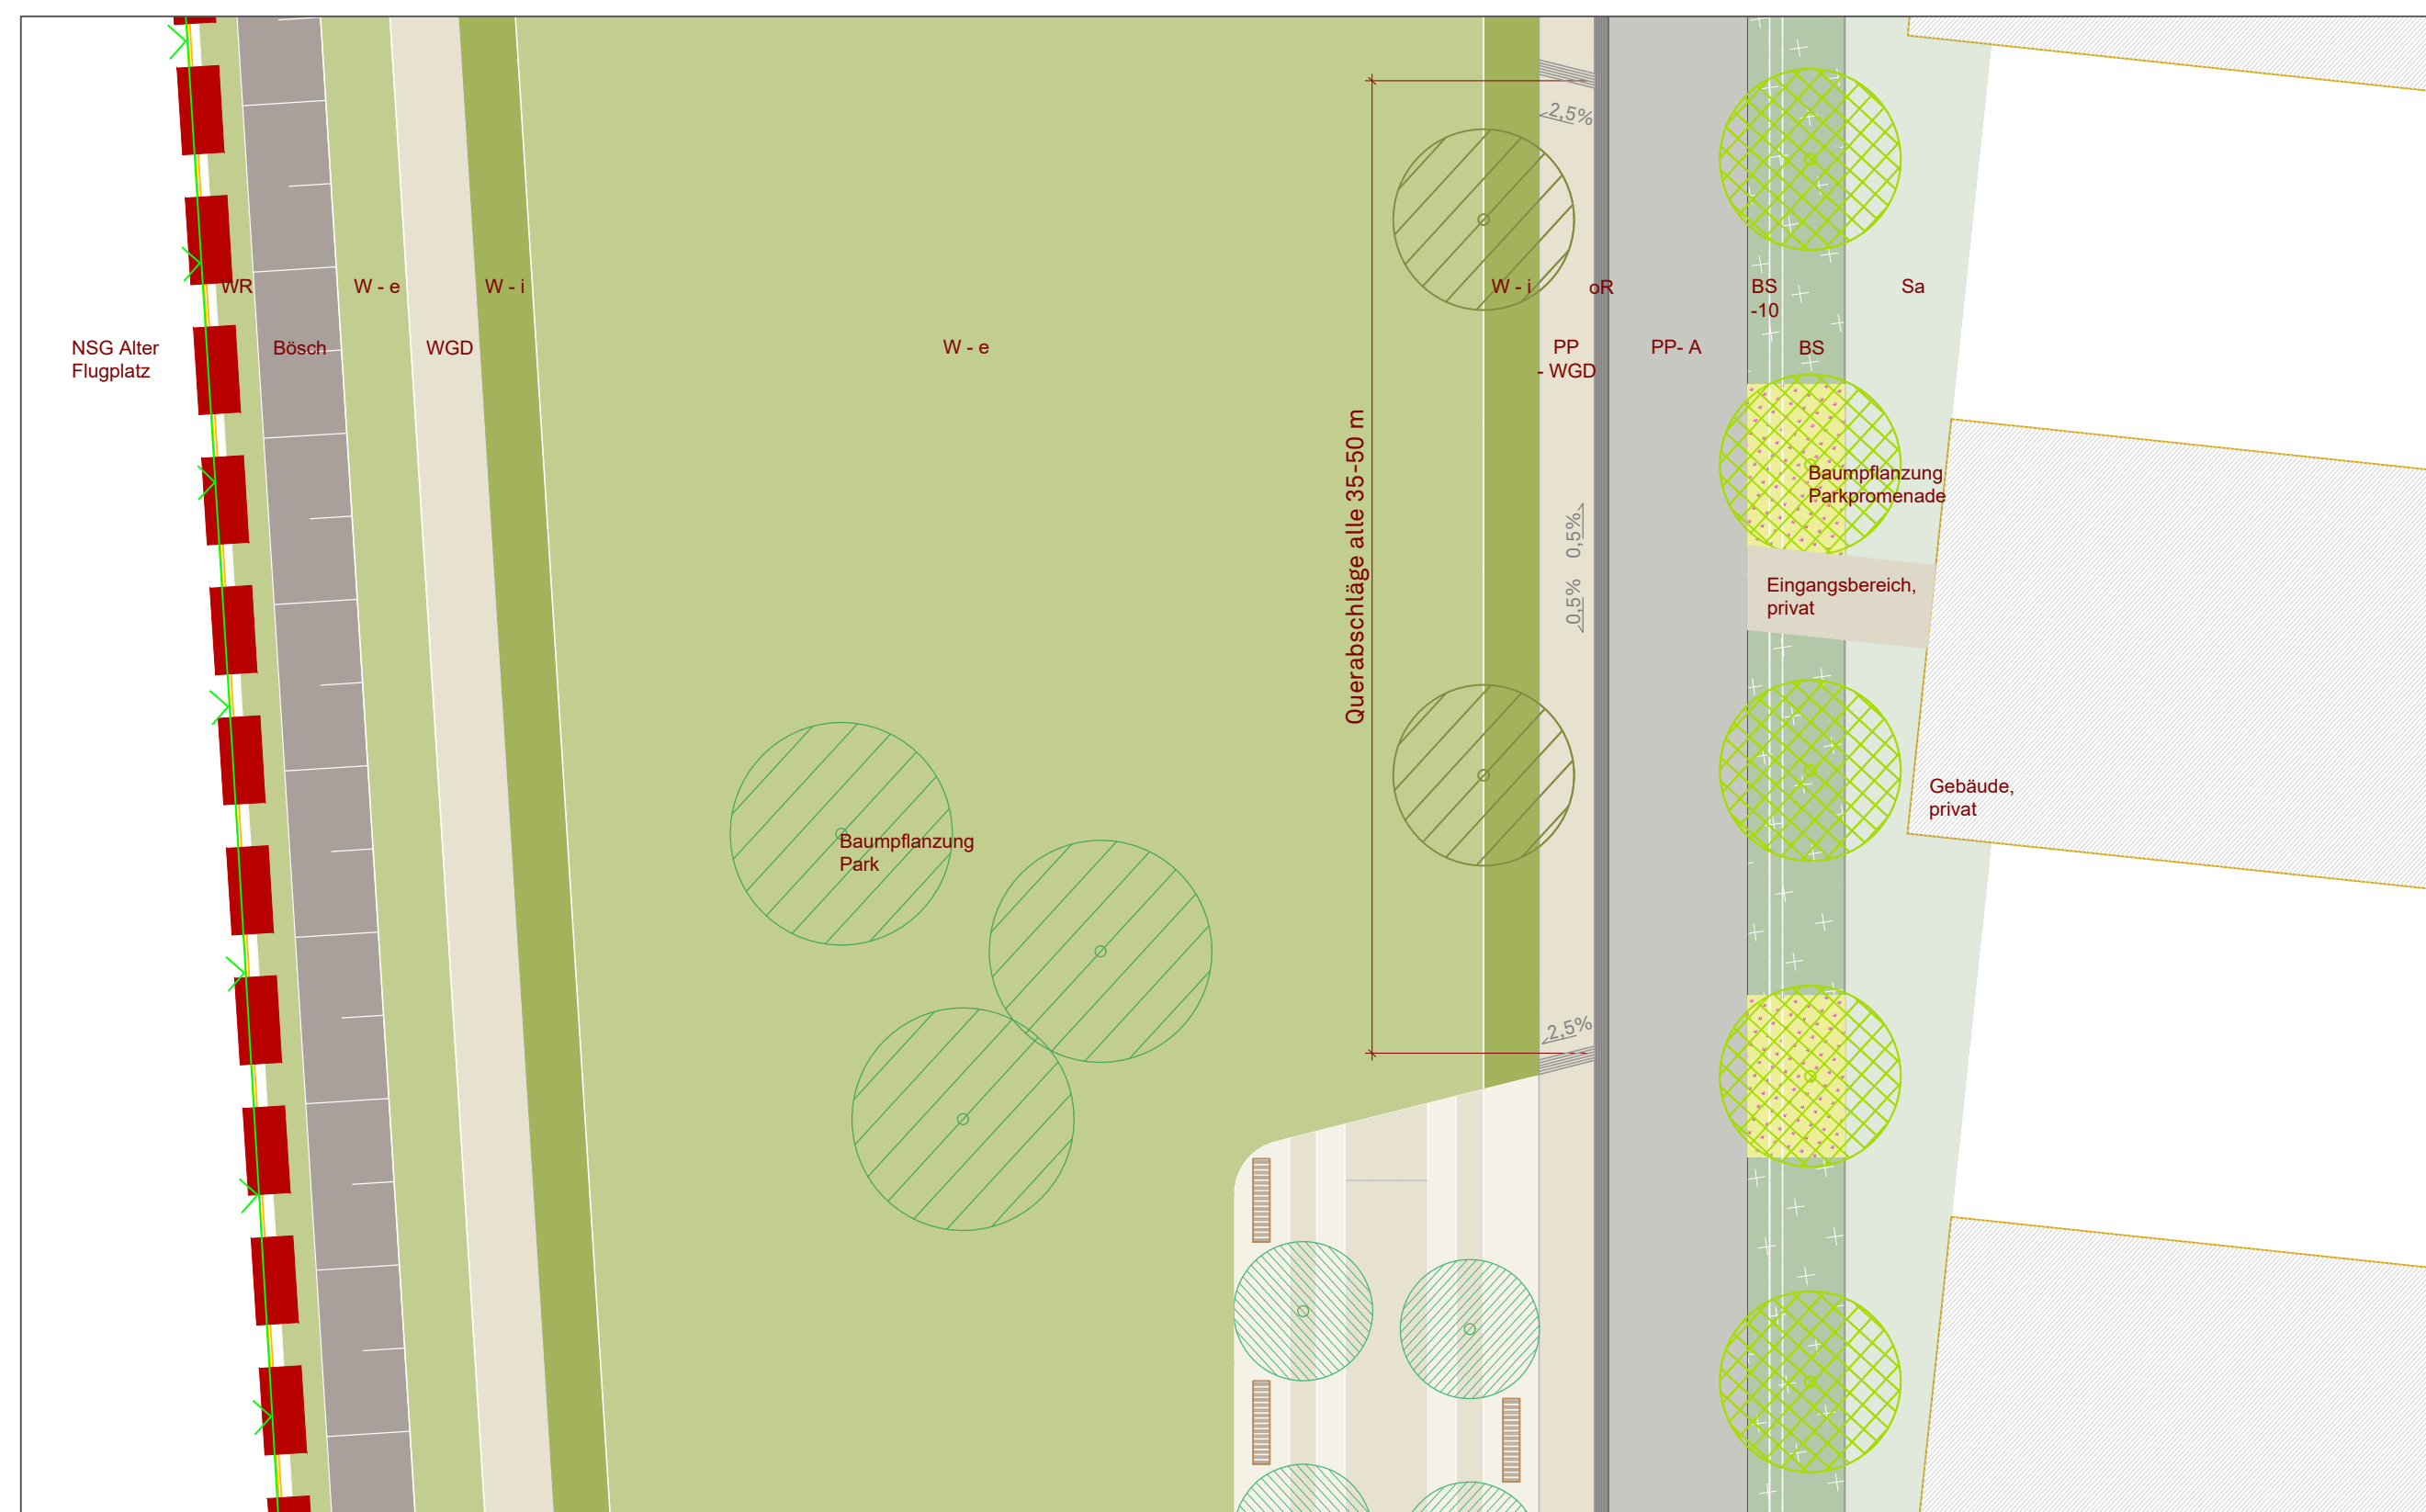 2,5%
WR
W - e
W - i
W - i
oR
BS
-10
Sa
NSG Alter
Flugplatz
Bösch
WGD
W - e
PP
- WGD
PP- A
BS
Querabschläge alle 35-50 m
Baumpflanzung
Parkpromenade
0,5%
0,5%
Eingangsbereich,
privat
Gebäude,
privat
Baumpflanzung
Park
2,5%